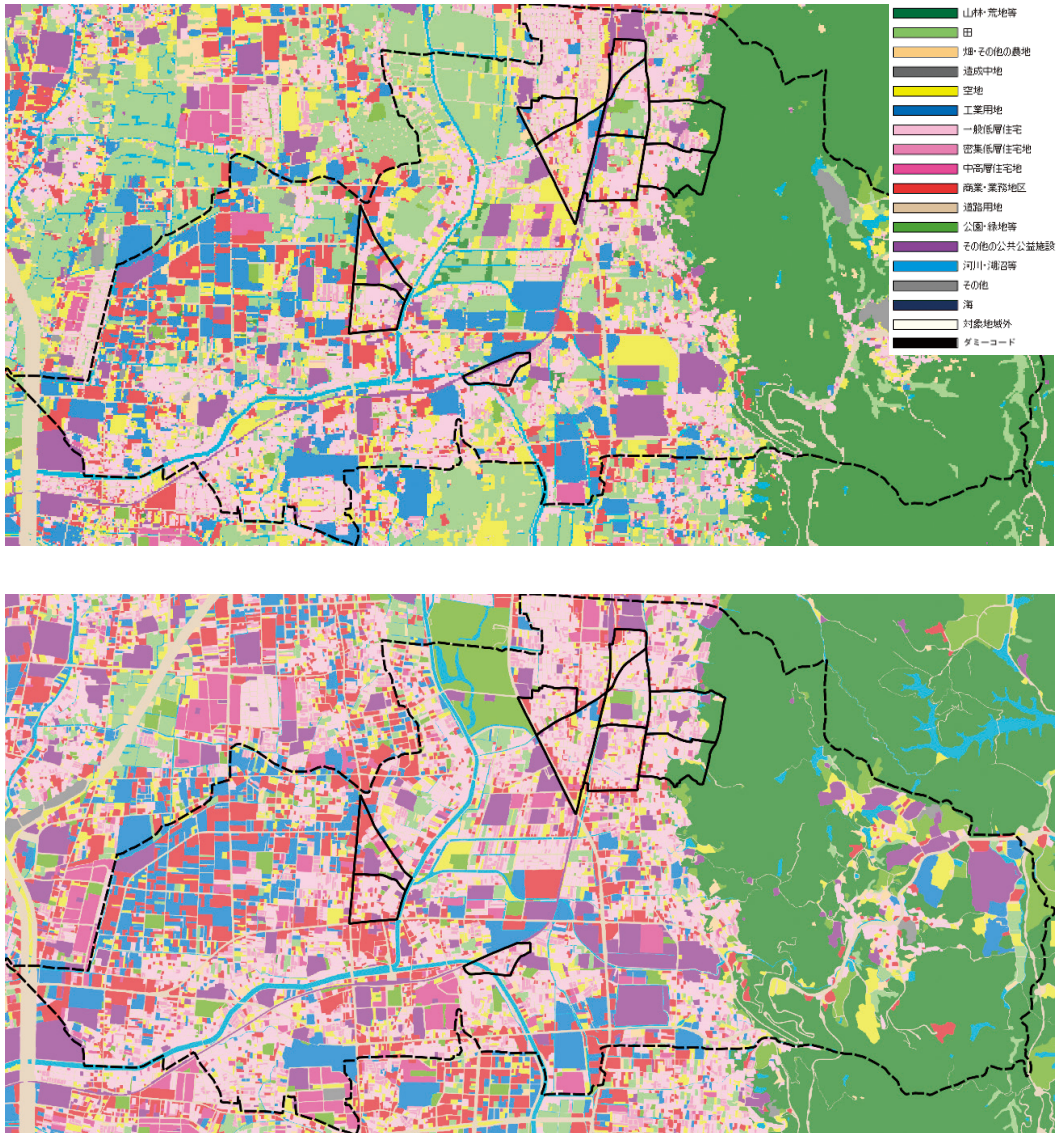 山林・荒地等
田
畑・その他の農地
造成中地
空地
工業用地
一般低層住宅
密集低層住宅地
中高層住宅地
商業・業務地区
道路用地
公園・緑地等
その他の公共公益施設
河川・湖沼等
その他
海
対象地域外
ダミーコード